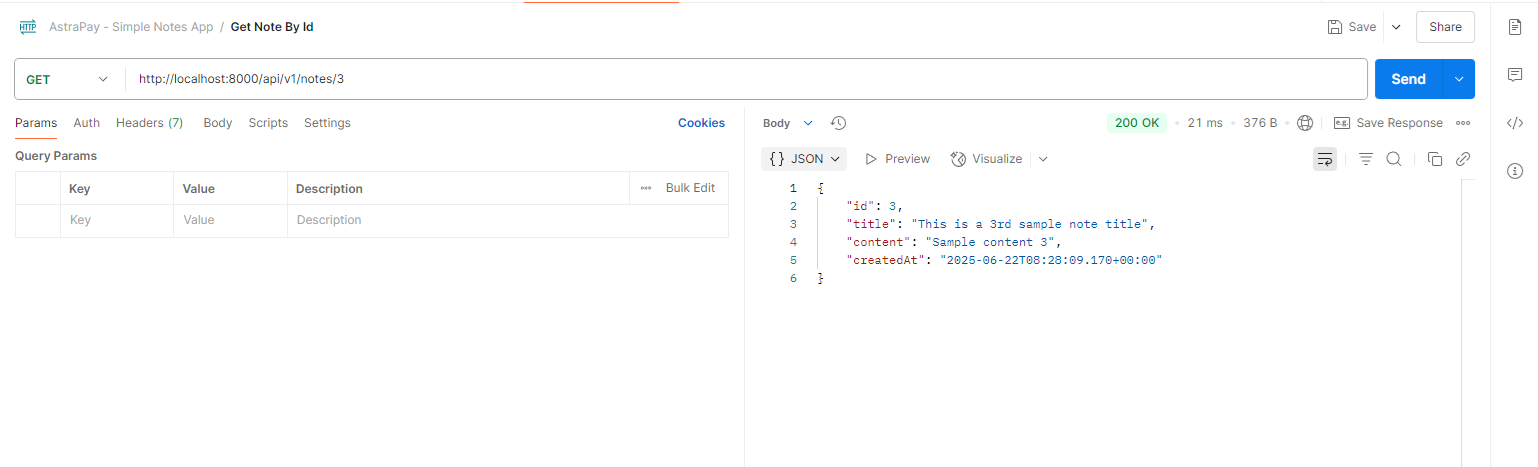 HTTP AstraPay - Simple Notes App / Get Note By Id Save Share
GET http://localhost:8000/api/v1/notes/3 Send
Params Auth Headers (7) Body Scripts Settings Cookies
Query Params
Key Value Description Bulk Edit
Key Value Description
Body 200 OK 21 ms 376 B e.g. Save Response
{} JSON Preview Visualize
1 {
2 "id": 3,
3 "title": "This is a 3rd sample note title",
4 "content": "Sample content 3",
5 "createdAt": "2025-06-22T08:28:09.170+00:00"
6 }